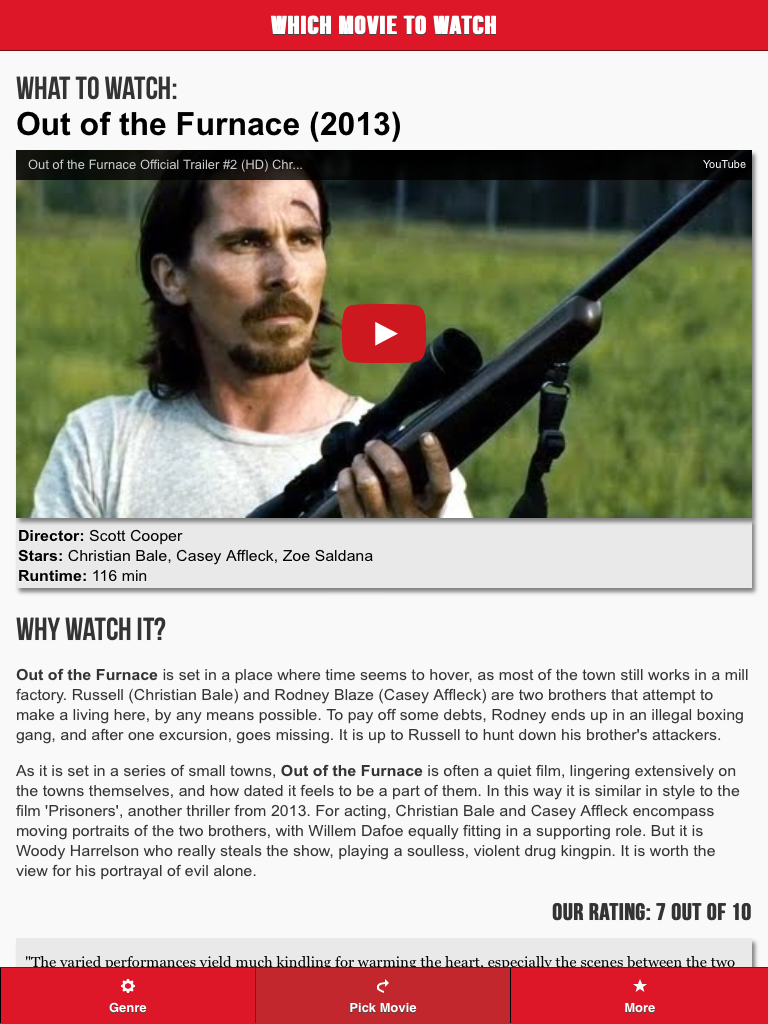 WHICH MOVIE TO WATCH
WHAT TO WATCH:
Out of the Furnace (2013)
Out of the Furnace Official Trailer #2 (HD) Chr...
YouTube
Director: Scott Cooper
Stars: Christian Bale, Casey Affleck, Zoe Saldana
Runtime: 116 min
WHY WATCH IT?
Out of the Furnace is set in a place where time seems to hover, as most of the town still works in a mill
factory. Russell (Christian Bale) and Rodney Blaze (Casey Affleck) are two brothers that attempt to
make a living here, by any means possible. To pay off some debts, Rodney ends up in an illegal boxing
gang, and after one excursion, goes missing. It is up to Russell to hunt down his brother's attackers.
As it is set in a series of small towns, Out of the Furnace is often a quiet film, lingering extensively on
the towns themselves, and how dated it feels to be a part of them. In this way it is similar in style to the
film 'Prisoners', another thriller from 2013. For acting, Christian Bale and Casey Affleck encompass
moving portraits of the two brothers, with Willem Dafoe equally fitting in a supporting role. But it is
Woody Harrelson who really steals the show, playing a soulless, violent drug kingpin. It is worth the
view for his portrayal of evil alone.
OUR RATING: 7 OUT OF 10
"The varied performances yield much kindling for warming the heart, especially the scenes between the two
Genre
Pick Movie
More